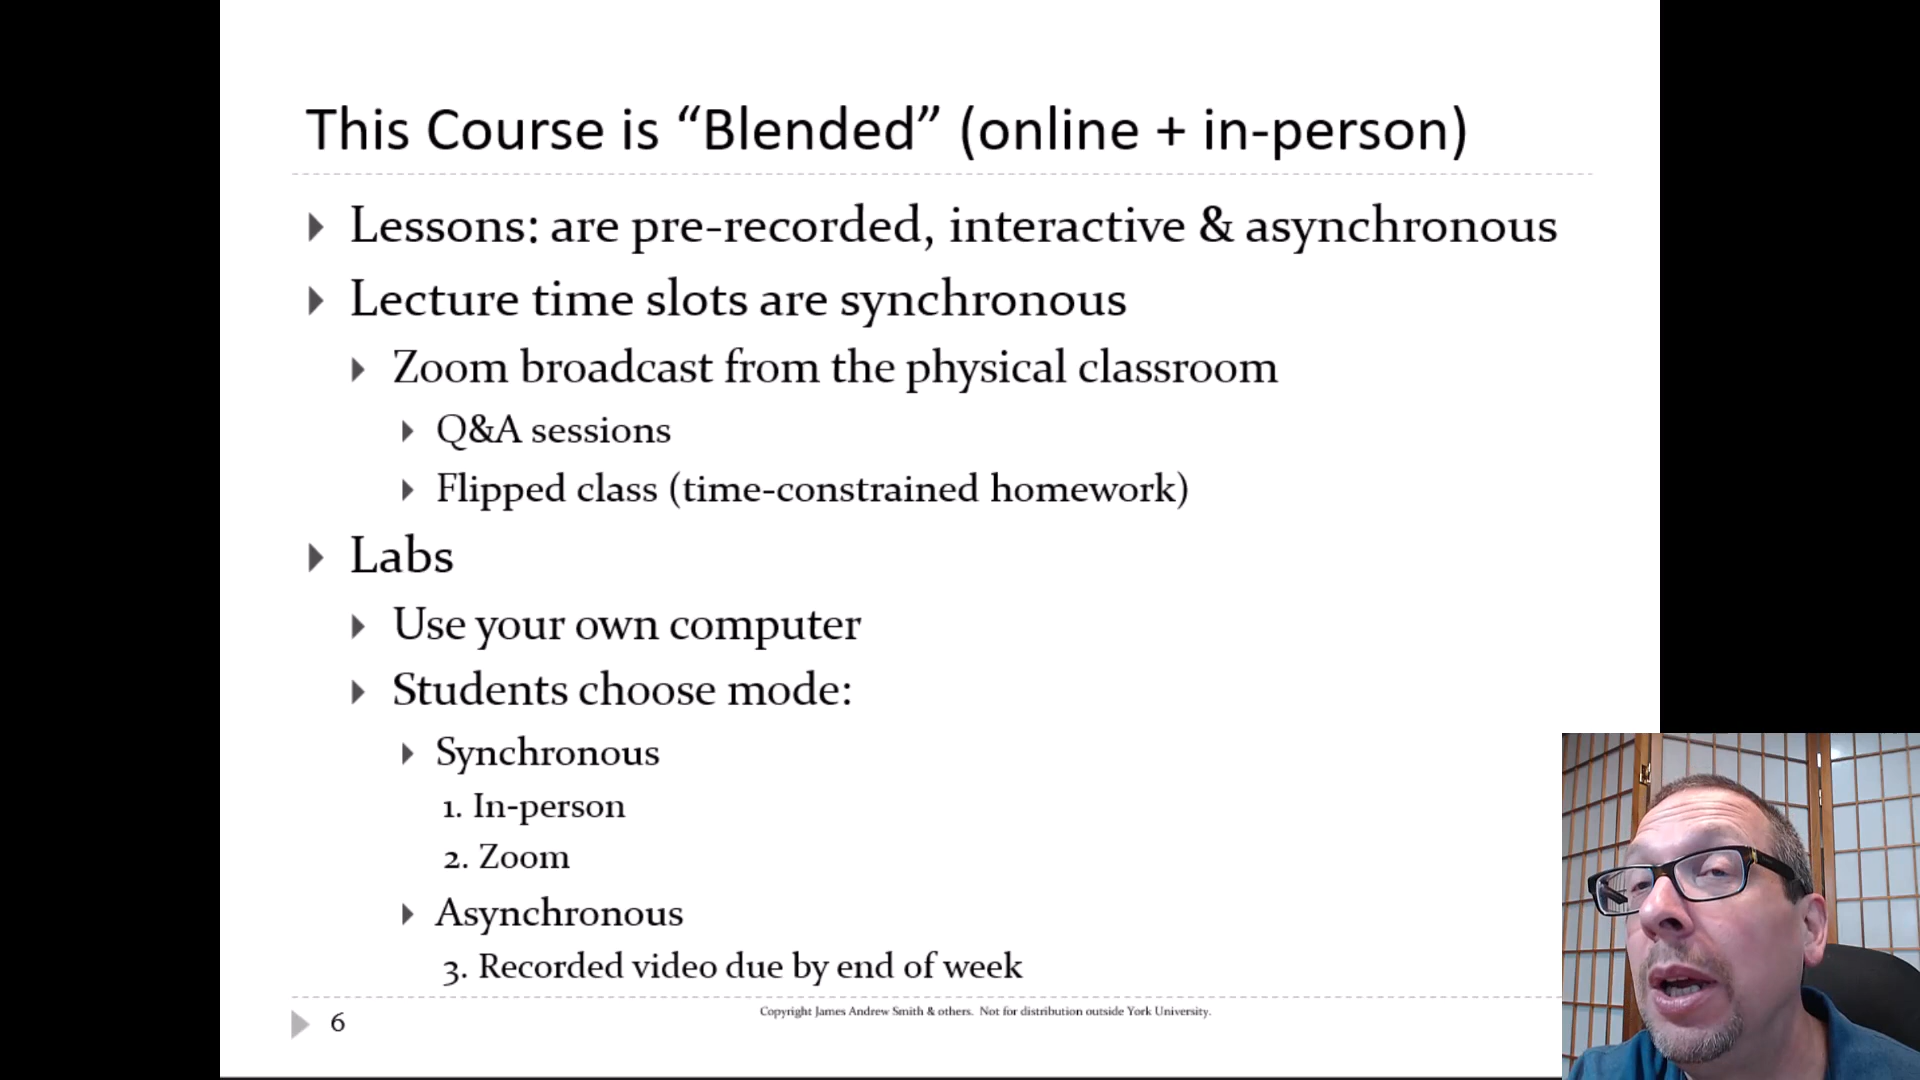 This Course is “Blended” (online + in-person)
Lessons: are pre-recorded, interactive & asynchronous
Lecture time slots are synchronous
Zoom broadcast from the physical classroom
Q&A sessions
Flipped class (time-constrained homework)
Labs
Use your own computer
Students choose mode:
Synchronous
1. In-person
2. Zoom
Asynchronous
3. Recorded video due by end of week
6
Copyright James Andrew Smith & others. Not for distribution outside York University.